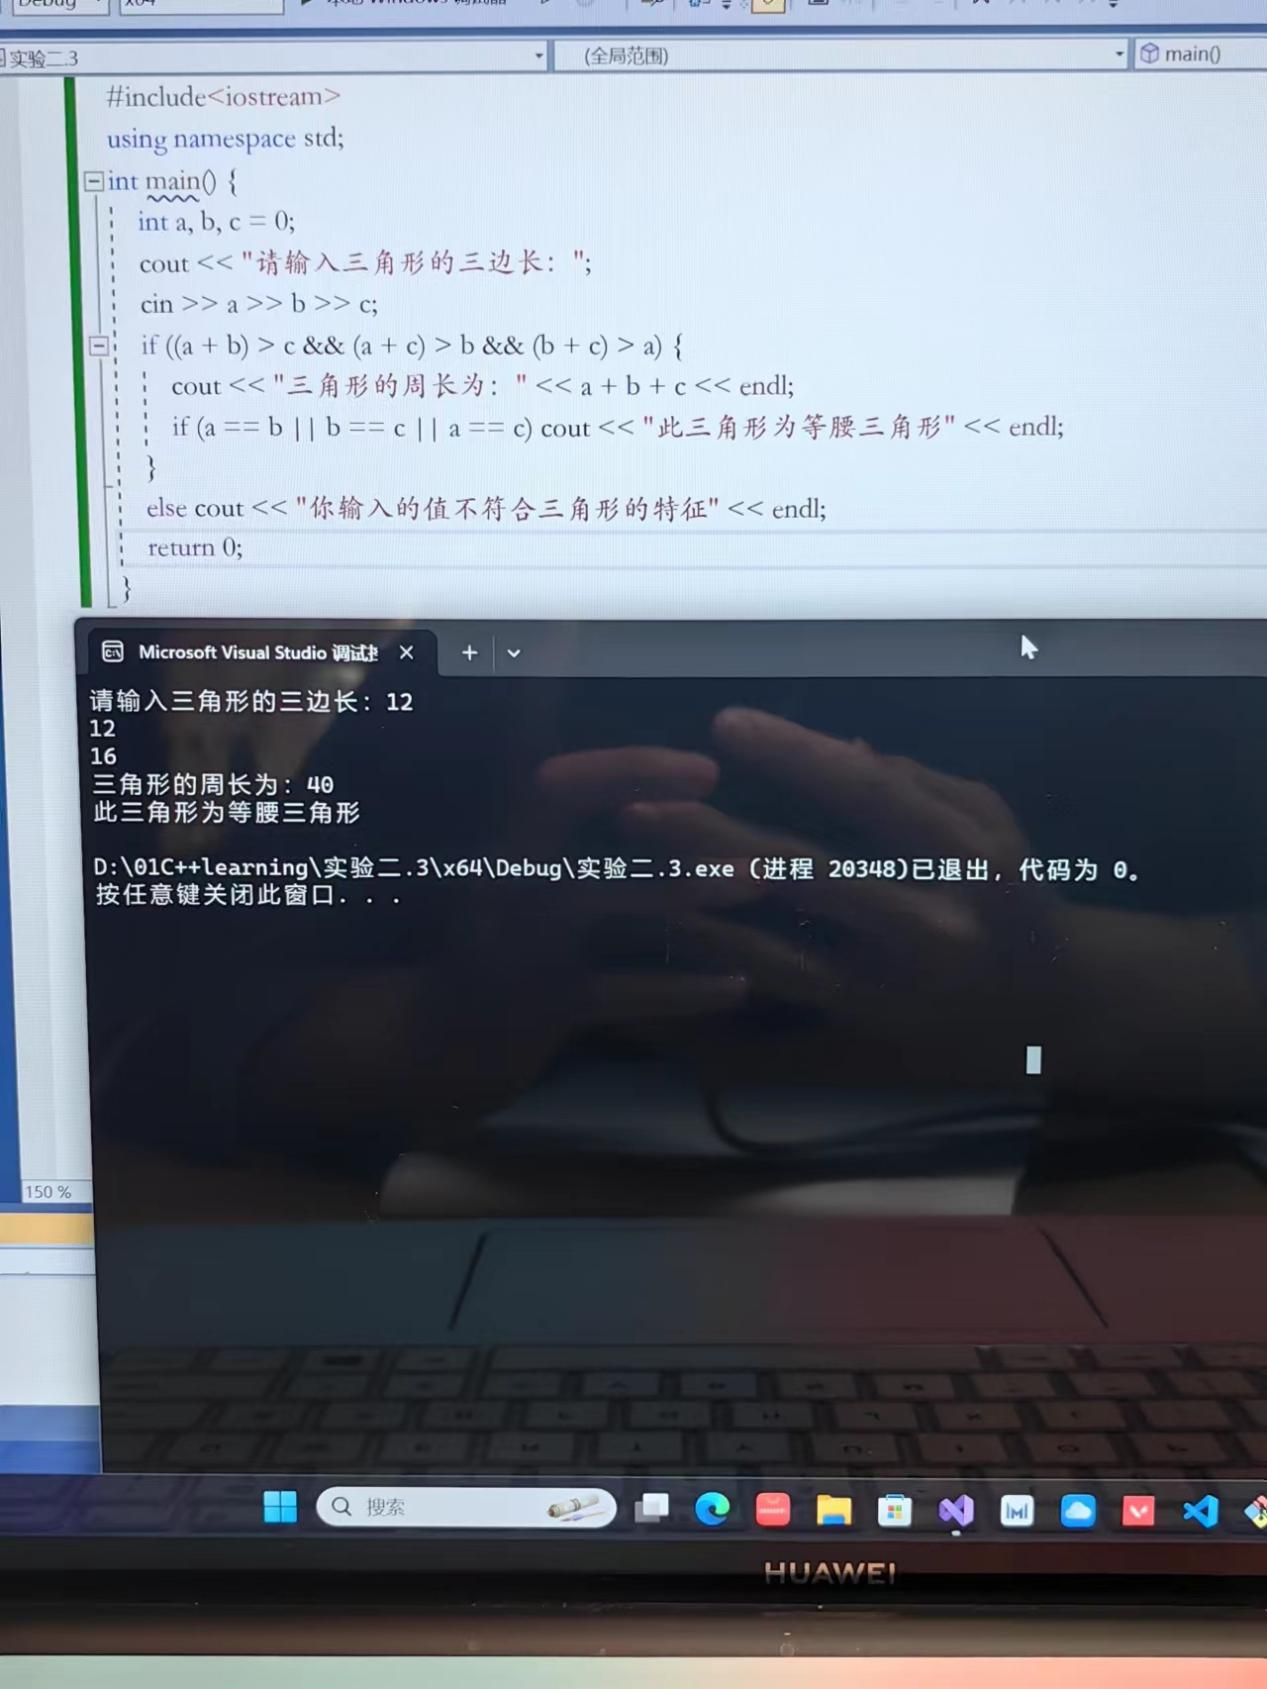 Debug
x64
实验二.3
(全局范围)
main()
#include<iostream>
using namespace std;
int main() {
int a, b, c = 0;
cout << "请输入三角形的三边长：";
cin >> a >> b >> c;
if ((a + b) > c && (a + c) > b && (b + c) > a) {
cout << "三角形的周长为：" << a + b + c << endl;
if (a == b || b == c || a == c) cout << "此三角形为等腰三角形" << endl;
}
else cout << "你输入的值不符合三角形的特征" << endl;
return 0;
}
Microsoft Visual Studio 调试
请输入三角形的三边长：12
12
16
三角形的周长为：40
此三角形为等腰三角形
D:\01C++learning\实验二.3\x64\Debug\实验二.3.exe (进程 20348)已退出，代码为 0。
按任意键关闭此窗口. . .
150 %
搜索
HUAWEI